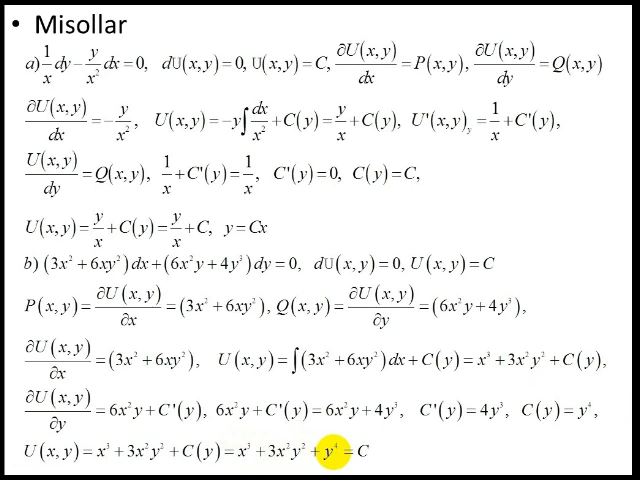 • Misollar
a) 1/x dy − y/x² dx = 0, dU(x,y) = 0, U(x,y) = C, ∂U(x,y)/dx = P(x,y), ∂U(x,y)/dy = Q(x,y)
∂U(x,y)/dx = −y/x², U(x,y) = −y∫dx/x² + C(y) = y/x + C(y), U'(x,y)_y = 1/x + C'(y),
U(x,y)/dy = Q(x,y), 1/x + C'(y) = 1/x, C'(y) = 0, C(y) = C,
U(x,y) = y/x + C(y) = y/x + C, y = Cx
b) (3x² + 6xy²)dx + (6x²y + 4y³)dy = 0, dU(x,y) = 0, U(x,y) = C
P(x,y) = ∂U(x,y)/∂x = (3x² + 6xy²), Q(x,y) = ∂U(x,y)/∂y = (6x²y + 4y³),
∂U(x,y)/∂x = (3x² + 6xy²), U(x,y) = ∫(3x² + 6xy²)dx + C(y) = x³ + 3x²y² + C(y),
∂U(x,y)/∂y = 6x²y + C'(y), 6x²y + C'(y) = 6x²y + 4y³, C'(y) = 4y³, C(y) = y⁴,
U(x,y) = x³ + 3x²y² + C(y) = x³ + 3x²y² + y⁴ = C